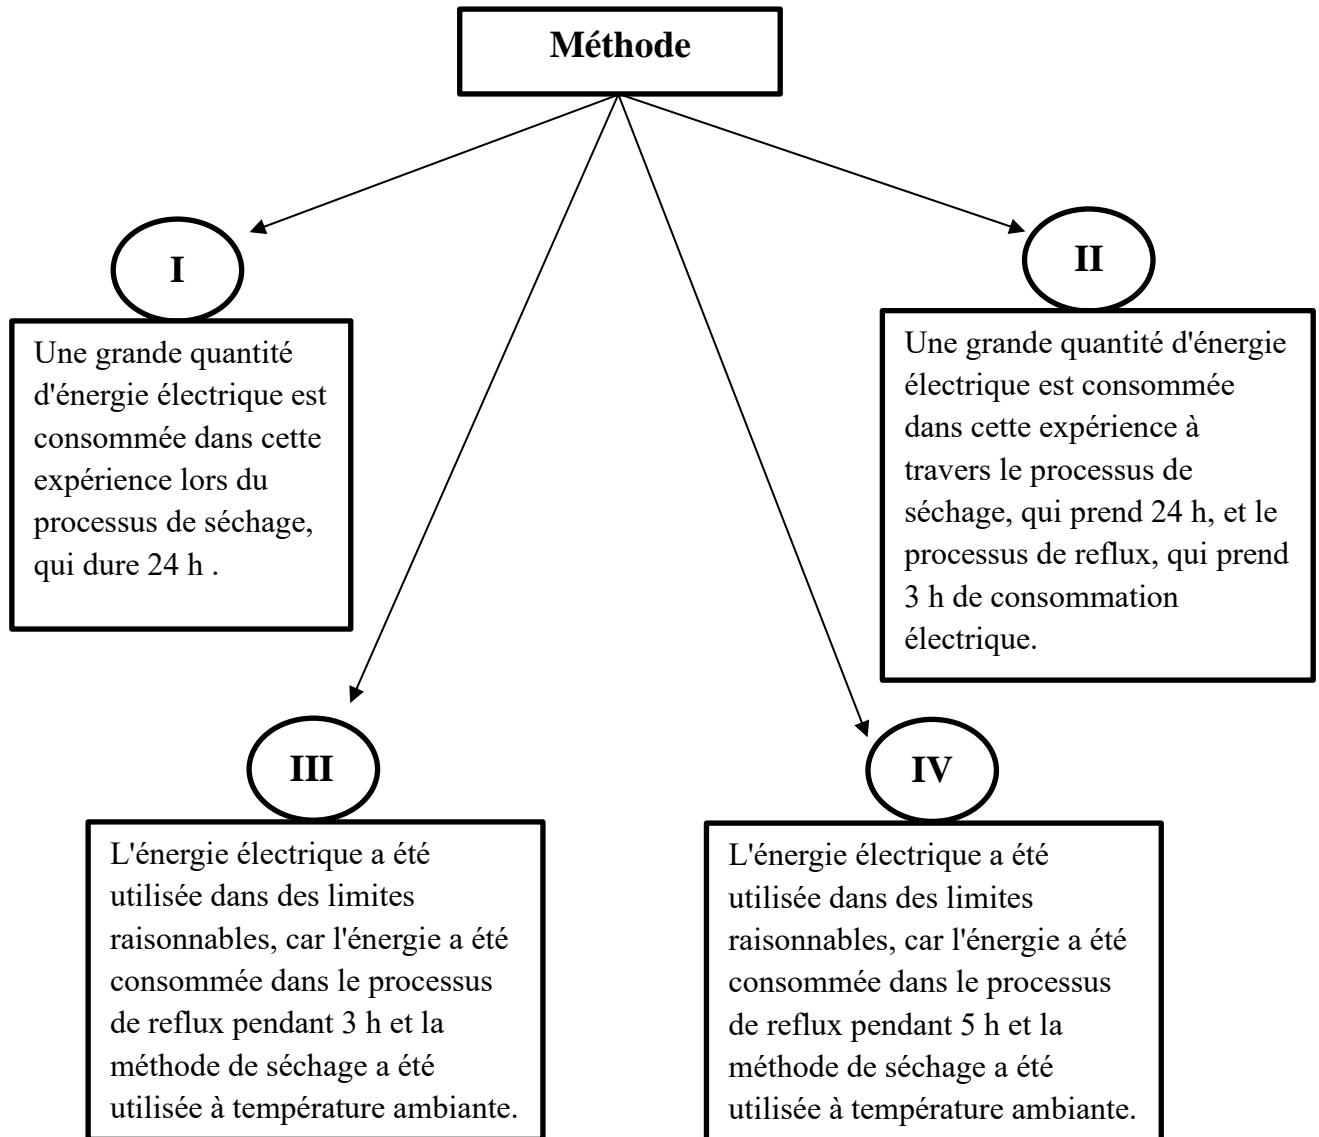 Méthode
I
Une grande quantité
d'énergie électrique est
consommée dans cette
expérience lors du
processus de séchage,
qui dure 24 h .
II
Une grande quantité d'énergie
électrique est consommée
dans cette expérience à
travers le processus de
séchage, qui prend 24 h, et le
processus de reflux, qui prend
3 h de consommation
électrique.
III
L'énergie électrique a été
utilisée dans des limites
raisonnables, car l'énergie a été
consommée dans le processus
de reflux pendant 3 h et la
méthode de séchage a été
utilisée à température ambiante.
IV
L'énergie électrique a été
utilisée dans des limites
raisonnables, car l'énergie a été
consommée dans le processus
de reflux pendant 5 h et la
méthode de séchage a été
utilisée à température ambiante.